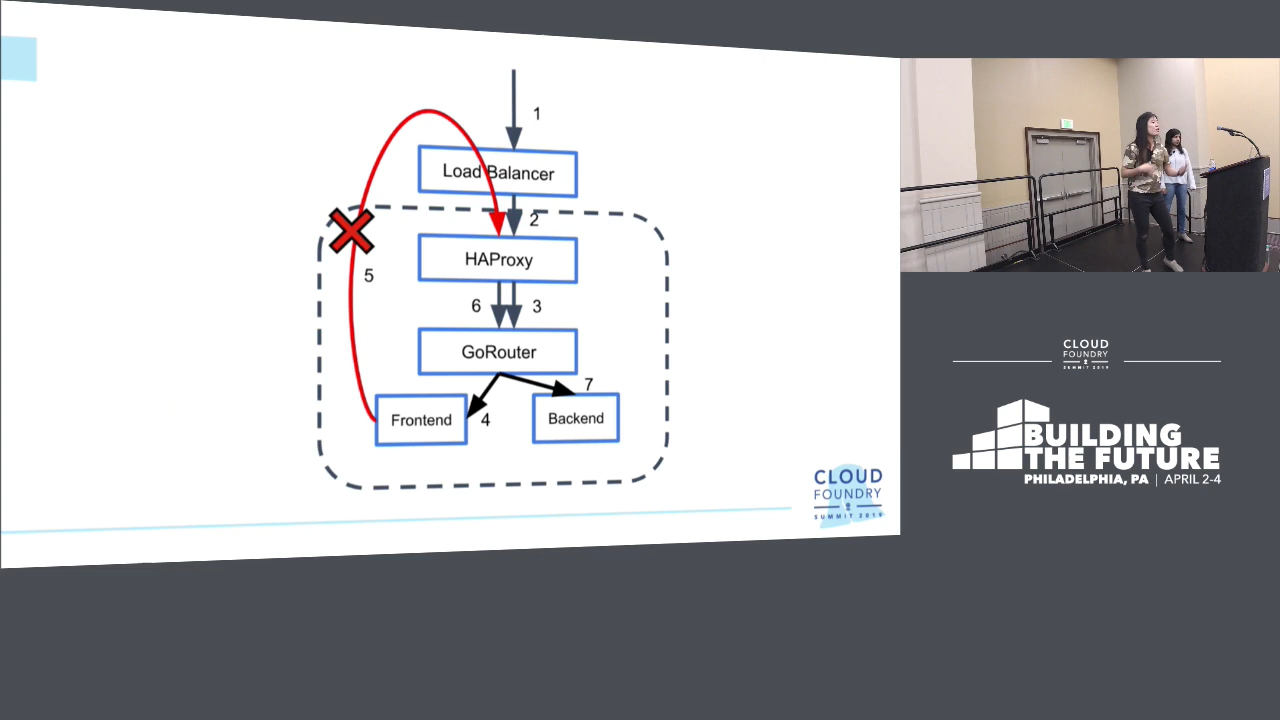 1
Load Balancer
2
HAProxy
5
6
3
GoRouter
7
Frontend
4
Backend
CLOUD
FOUNDRY
SUMMIT 2019
CLOUD
FOUNDRY
SUMMIT 2019
BUILDING
THE FUTURE
PHILADELPHIA, PA | APRIL 2-4